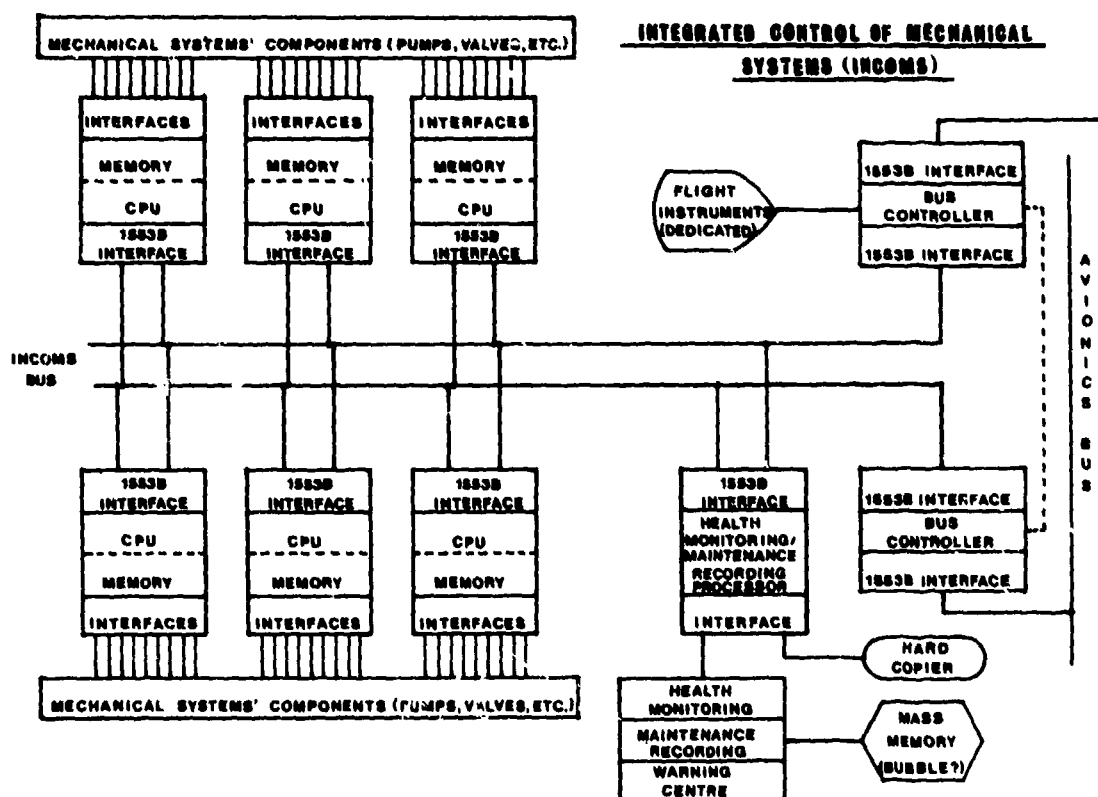 MECHANICAL SYSTEMS' COMPONENTS (PUMPS, VALVES, ETC.)
INTEGRATED CONTROL OF MECHANICAL
SYSTEMS (INCOMS)
INTERFACES
MEMORY
CPU
1553B
INTERFACE
INTERFACES
MEMORY
CPU
1553B
INTERFACE
INTERFACES
MEMORY
CPU
1553B
INTERFACE
FLIGHT
INSTRUMENTS
(DEDICATED)
1553B INTERFACE
BUS
CONTROLLER
1553B INTERFACE
AVIONICS BUS
INCOMS
BUS
1553B
INTERFACE
CPU
MEMORY
INTERFACES
1553B
INTERFACE
CPU
MEMORY
INTERFACES
1553B
INTERFACE
CPU
MEMORY
INTERFACES
1553B
INTERFACE
HEALTH
MONITORING/
MAINTENANCE
RECORDING
PROCESSOR
INTERFACE
1553B INTERFACE
BUS
CONTROLLER
1553B INTERFACE
HARD
COPIER
MECHANICAL SYSTEMS' COMPONENTS (PUMPS, VALVES, ETC.)
HEALTH
MONITORING
MAINTENANCE
RECORDING
WARNING
CENTRE
MASS
MEMORY
(BUBBLE?)